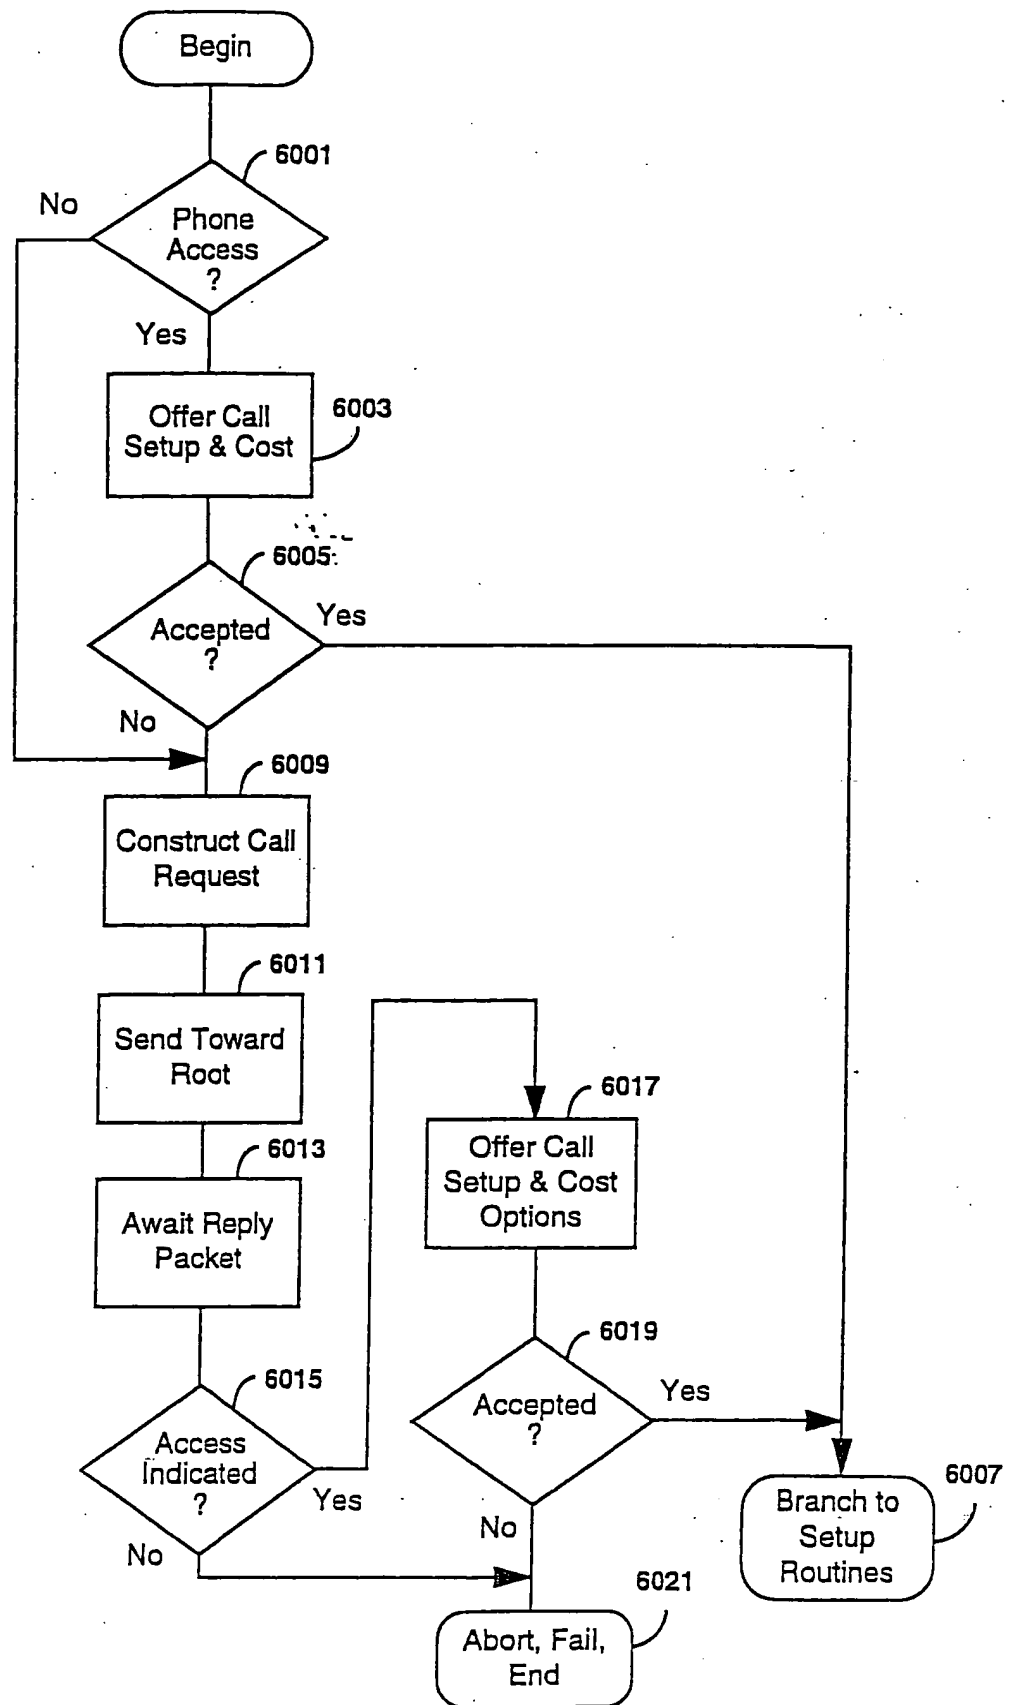 Begin
6001
No
Phone
Access
?
Yes
Offer Call
Setup & Cost
6003
6005
Yes
Accepted
?
No
6009
Construct Call
Request
6011
Send Toward
Root
6013
Await Reply
Packet
6015
Access
Indicated
?
Yes
No
6017
Offer Call
Setup & Cost
Options
6019
Accepted
?
Yes
No
6007
Branch to
Setup
Routines
6021
Abort, Fail,
End